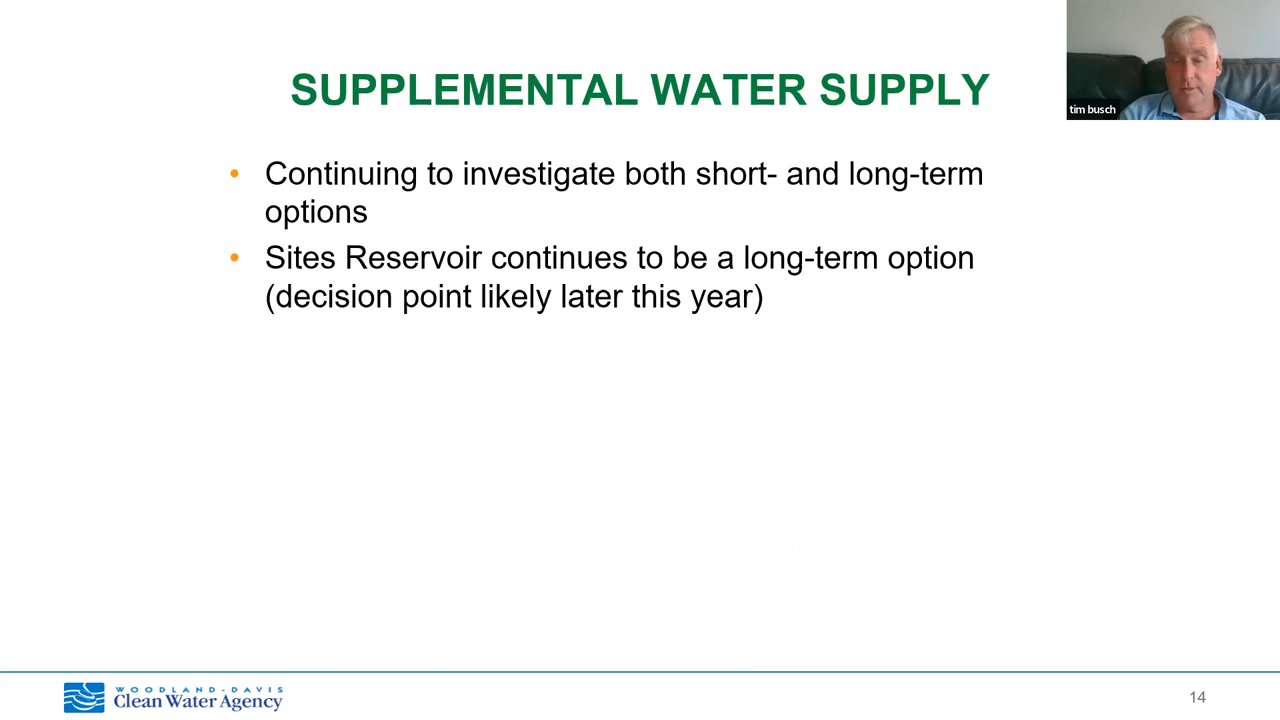 SUPPLEMENTAL WATER SUPPLY
tim busch
• Continuing to investigate both short- and long-term
options
• Sites Reservoir continues to be a long-term option
(decision point likely later this year)
WOODLAND-DAVIS
Clean Water Agency
14